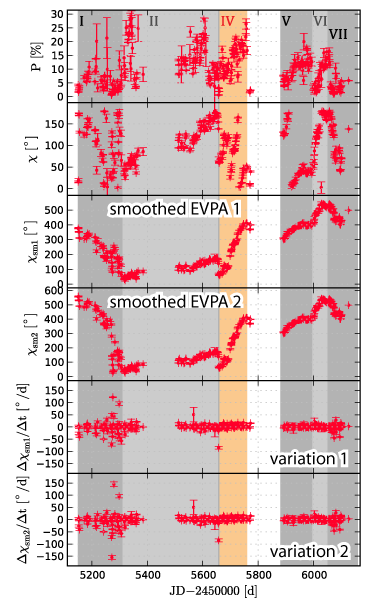 I II IV V VI VII
P [%]
30
25
20
15
10
5
0
χ [°]
150
100
50
0
smoothed EVPA 1
χsm1 [°]
500
400
300
200
100
0
smoothed EVPA 2
χsm2 [°]
600
500
400
300
200
100
0
Δχsm1/Δt [°/d]
150
100
50
0
−50
−100
−150
variation 1
Δχsm2/Δt [°/d]
150
100
50
0
−50
−100
−150
variation 2
5200 5400 5600 5800 6000
JD−2450000 [d]